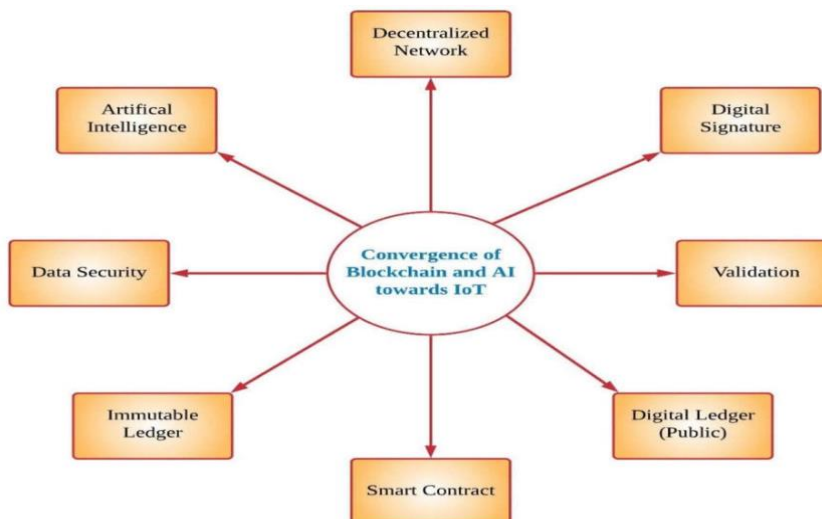 Decentralized
Network
Artifical
Intelligence
Digital
Signature
Convergence of
Blockchain and AI
towards IoT
Data Security
Validation
Immutable
Ledger
Digital Ledger
(Public)
Smart Contract